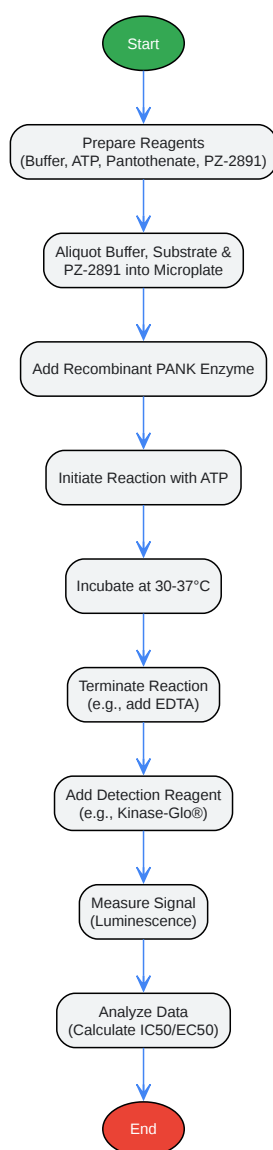 Start
Prepare Reagents
(Buffer, ATP, Pantothenate, PZ-2891)
Aliquot Buffer, Substrate &
PZ-2891 into Microplate
Add Recombinant PANK Enzyme
Initiate Reaction with ATP
Incubate at 30-37°C
Terminate Reaction
(e.g., add EDTA)
Add Detection Reagent
(e.g., Kinase-Glo®)
Measure Signal
(Luminescence)
Analyze Data
(Calculate IC50/EC50)
End